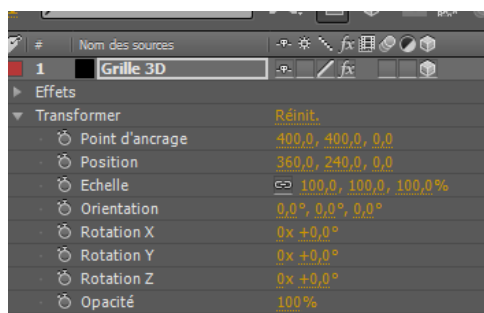 # Nom des sources fx
1 Grille 3D fx
Effets
Transformer Réinit.
Point d'ancrage 400,0, 400,0, 0,0
Position 360,0, 240,0, 0,0
Echelle 100,0, 100,0, 100,0%
Orientation 0,0°, 0,0°, 0,0°
Rotation X 0x +0,0°
Rotation Y 0x +0,0°
Rotation Z 0x +0,0°
Opacité 100%